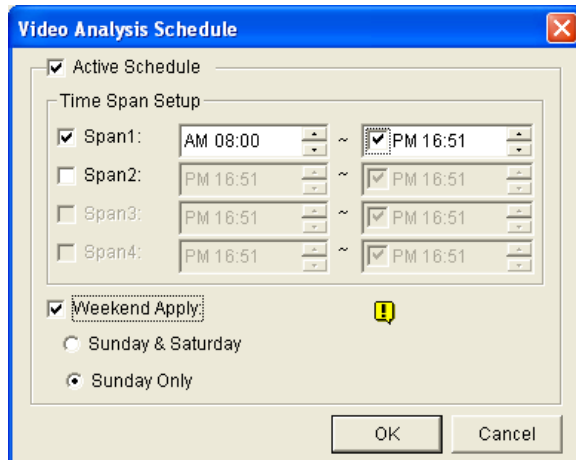 Video Analysis Schedule
Active Schedule
Time Span Setup
Span1: AM 08:00 ~ PM 16:51
Span2: PM 16:51 ~ PM 16:51
Span3: PM 16:51 ~ PM 16:51
Span4: PM 16:51 ~ PM 16:51
Weekend Apply:
Sunday & Saturday
Sunday Only
OK Cancel